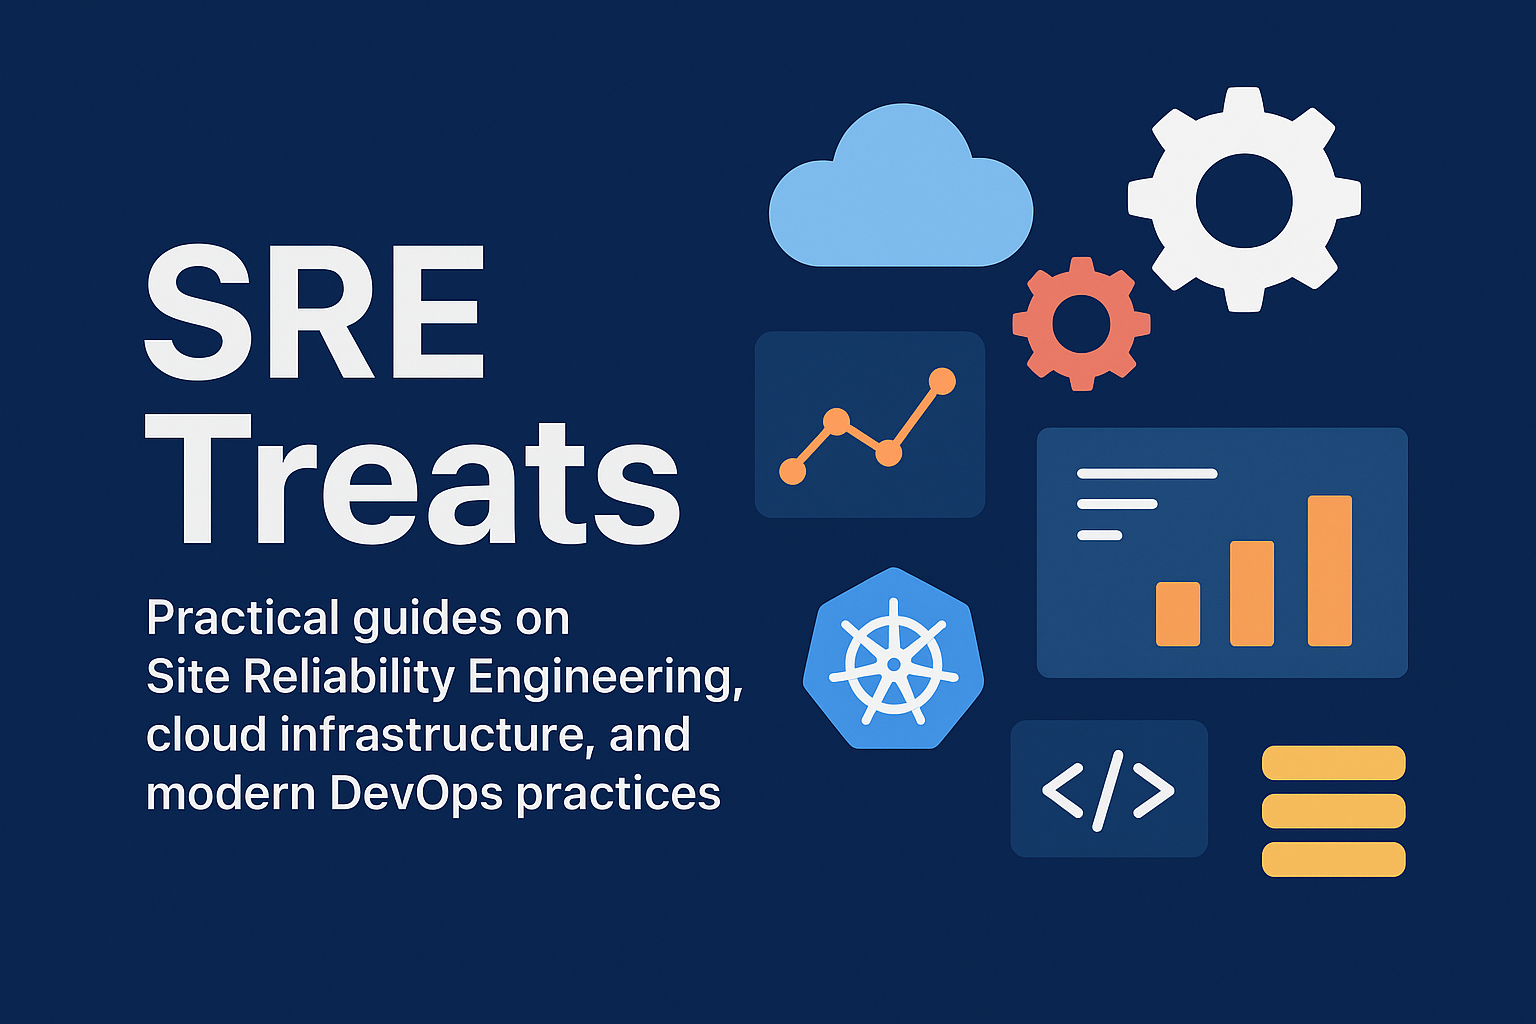 SRE
Treats
Practical guides on
Site Reliability Engineering,
cloud infrastructure, and
modern DevOps practices
</>